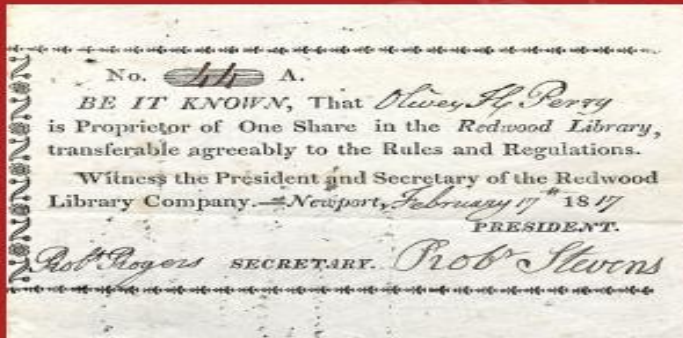 No. 44 A.
BE IT KNOWN, That Oliver H. Perry
is Proprietor of One Share in the Redwood Library,
transferable agreeably to the Rules and Regulations.
Witness the President and Secretary of the Redwood
Library Company.—Newport, February 17th 1817
PRESIDENT.
Robt Rogers SECRETARY. Robt Stevens